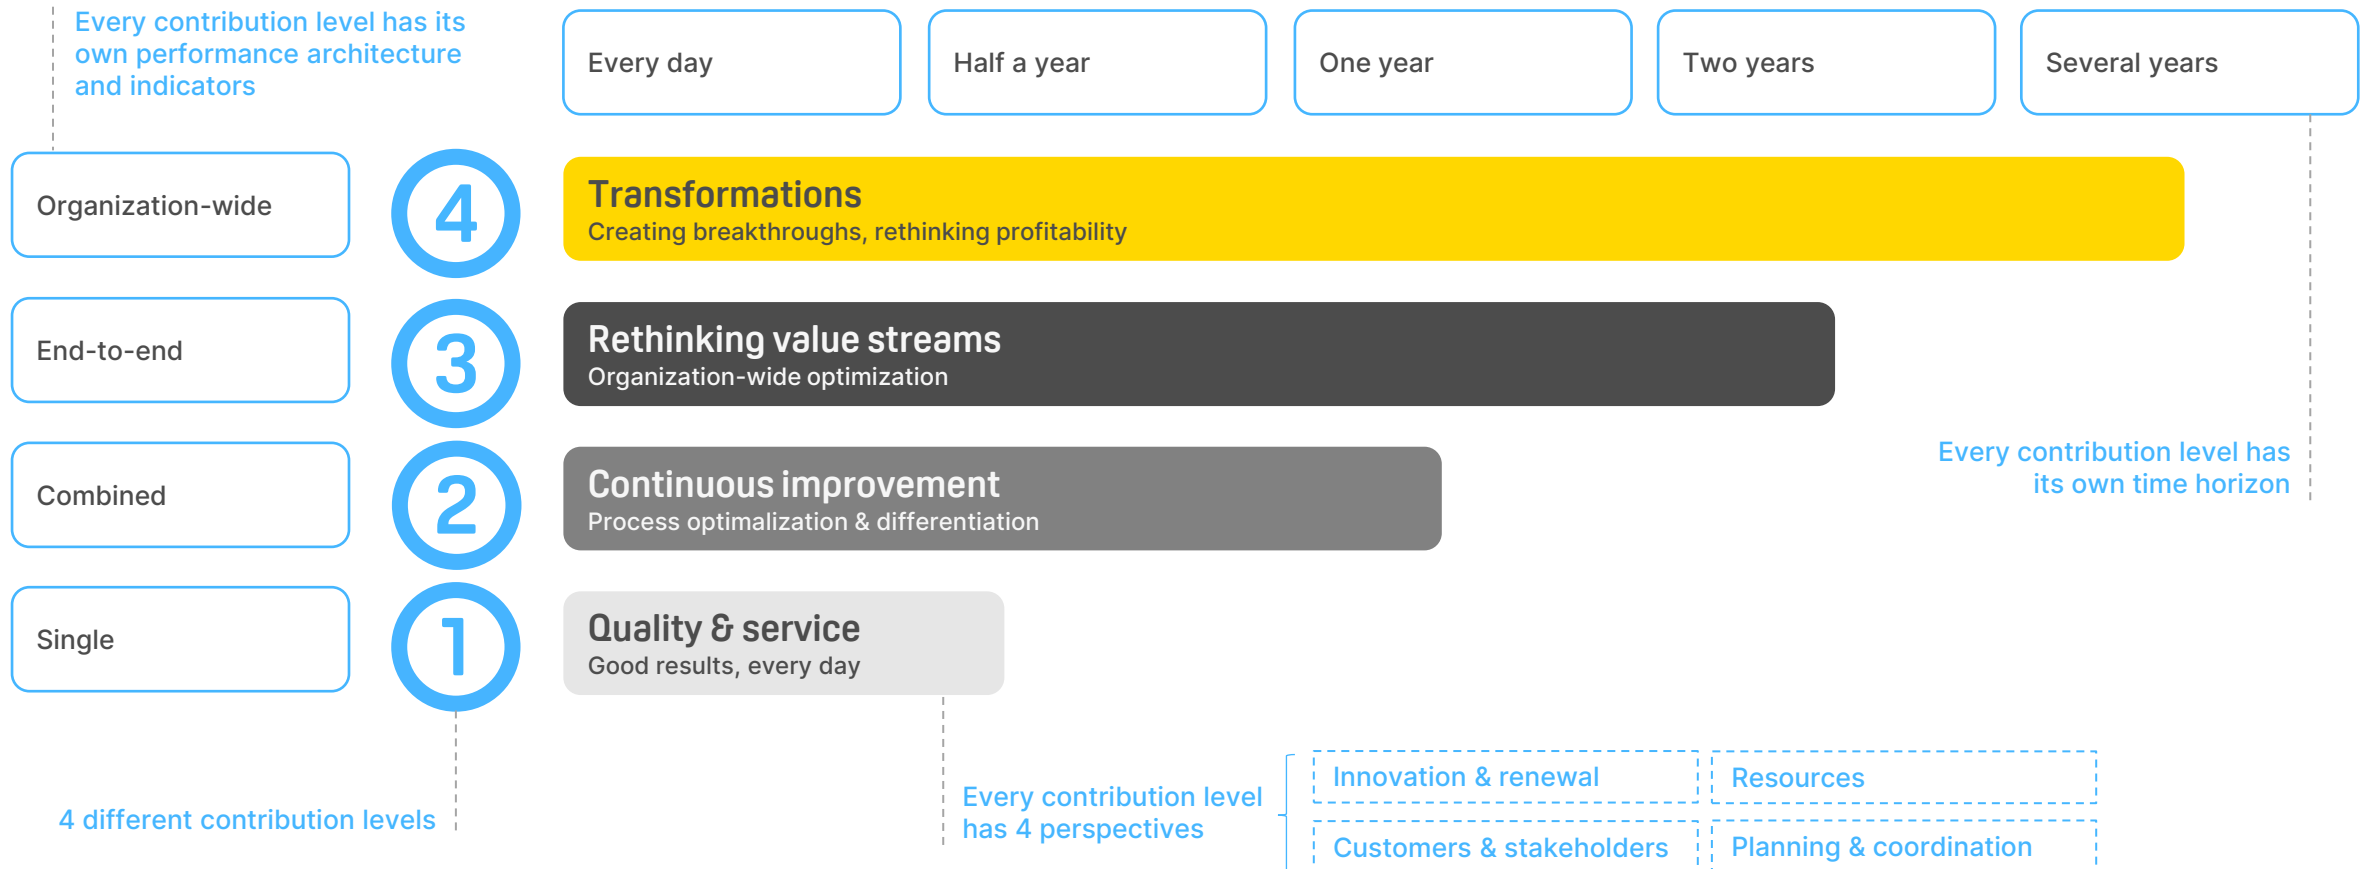 Every contribution level has its
own performance architecture
and indicators
Every day
Half a year
One year
Two years
Several years
Organization-wide
4
Transformations
Creating breakthroughs, rethinking profitability
End-to-end
3
Rethinking value streams
Organization-wide optimization
Combined
2
Continuous improvement
Process optimalization & differentiation
Every contribution level has
its own time horizon
Single
1
Quality & service
Good results, every day
4 different contribution levels
Every contribution level
has 4 perspectives
Innovation & renewal
Resources
Customers & stakeholders
Planning & coordination